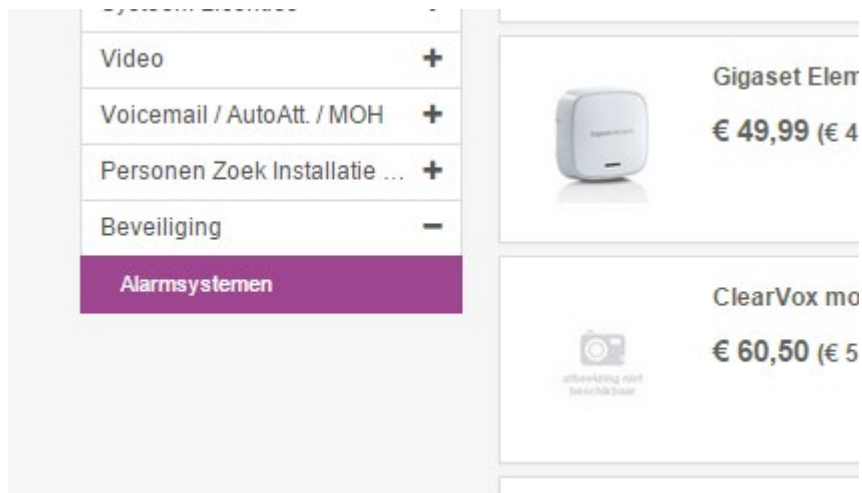 Video
Voicemail / AutoAtt. / MOH
Personen Zoek Installatie ...
Beveiliging
Alarmsystemen
Gigaset Elem
€ 49,99 (€ 4
ClearVox mo
€ 60,50 (€ 5
afbeelding niet
beschikbaar